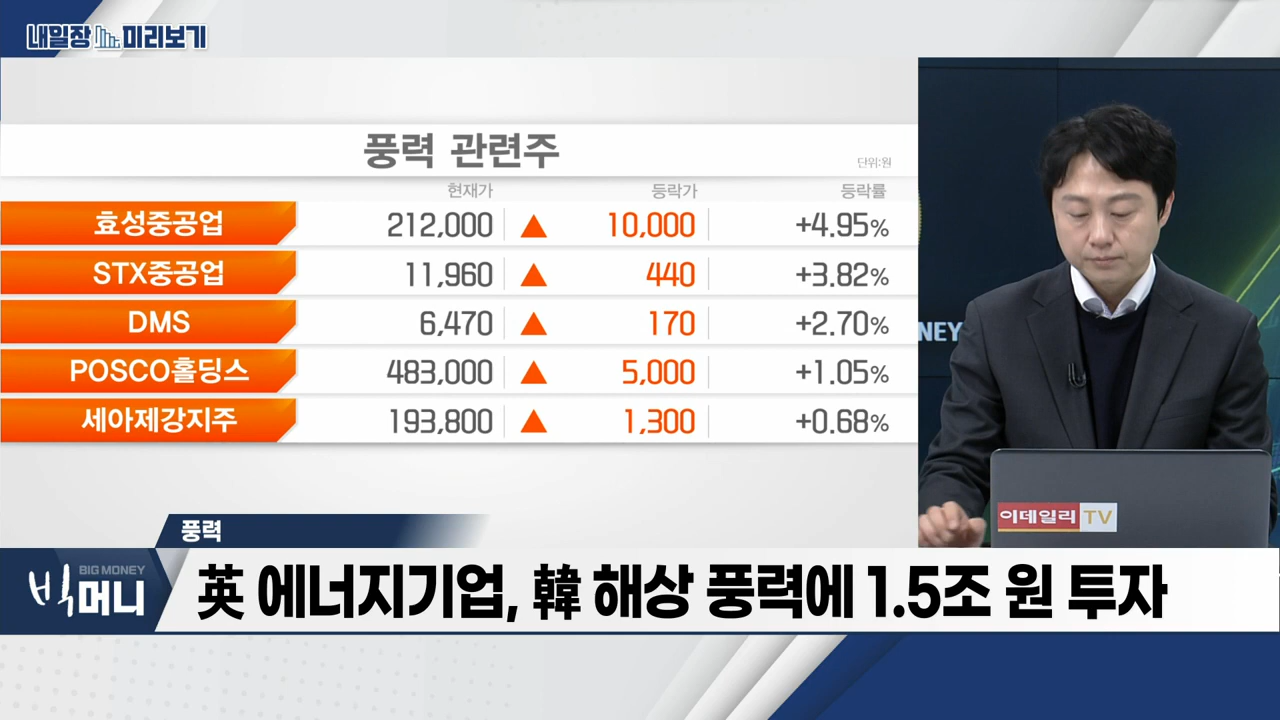 내일장 미리보기
풍력 관련주
단위:원
현재가 등락가 등락률
효성중공업 212,000 ▲ 10,000 +4.95%
STX중공업 11,960 ▲ 440 +3.82%
DMS 6,470 ▲ 170 +2.70%
POSCO홀딩스 483,000 ▲ 5,000 +1.05%
세아제강지주 193,800 ▲ 1,300 +0.68%
NEY
이데일리 TV
풍력
BIG MONEY
빅머니
英 에너지기업, 韓 해상 풍력에 1.5조 원 투자